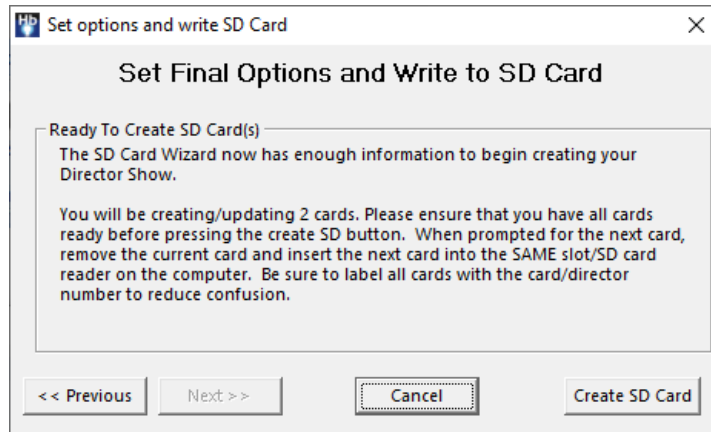 Hb Set options and write SD Card
Set Final Options and Write to SD Card
Ready To Create SD Card(s)
The SD Card Wizard now has enough information to begin creating your
Director Show.
You will be creating/updating 2 cards. Please ensure that you have all cards
ready before pressing the create SD button.  When prompted for the next card,
remove the current card and insert the next card into the SAME slot/SD card
reader on the computer.  Be sure to label all cards with the card/director
number to reduce confusion.
<< Previous
Next >>
Cancel
Create SD Card